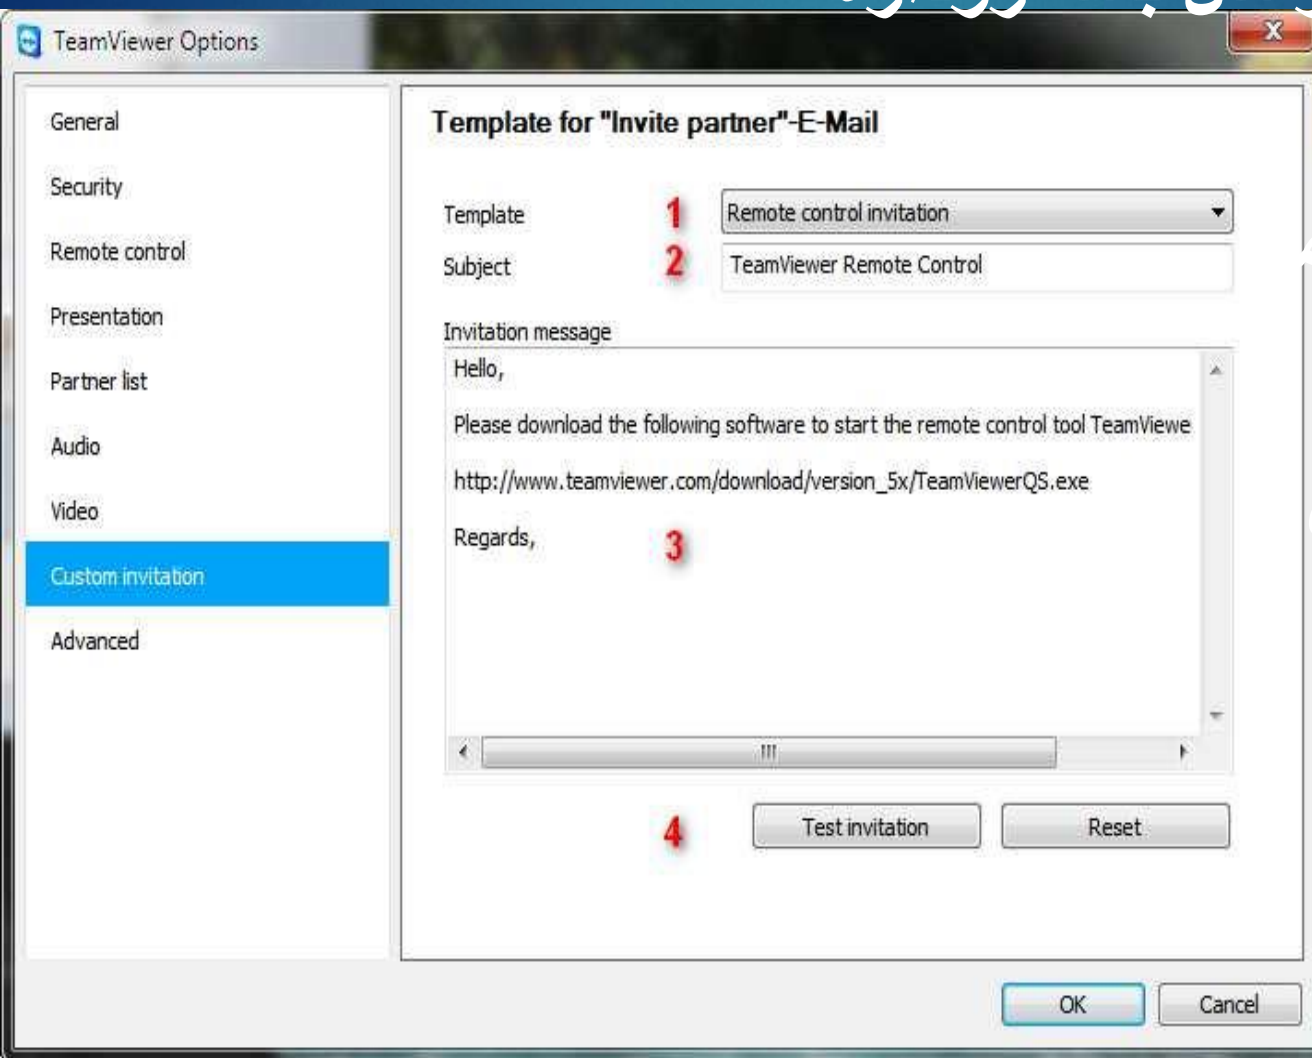 TeamViewer Options
X
General
Security
Remote control
Presentation
Partner list
Audio
Video
Custom invitation
Advanced
Template for "Invite partner"-E-Mail
Template 1 Remote control invitation
Subject 2 TeamViewer Remote Control
Invitation message
Hello,
Please download the following software to start the remote control tool TeamViewe
http://www.teamviewer.com/download/version_5x/TeamViewerQS.exe
Regards,
3
4 Test invitation Reset
OK Cancel